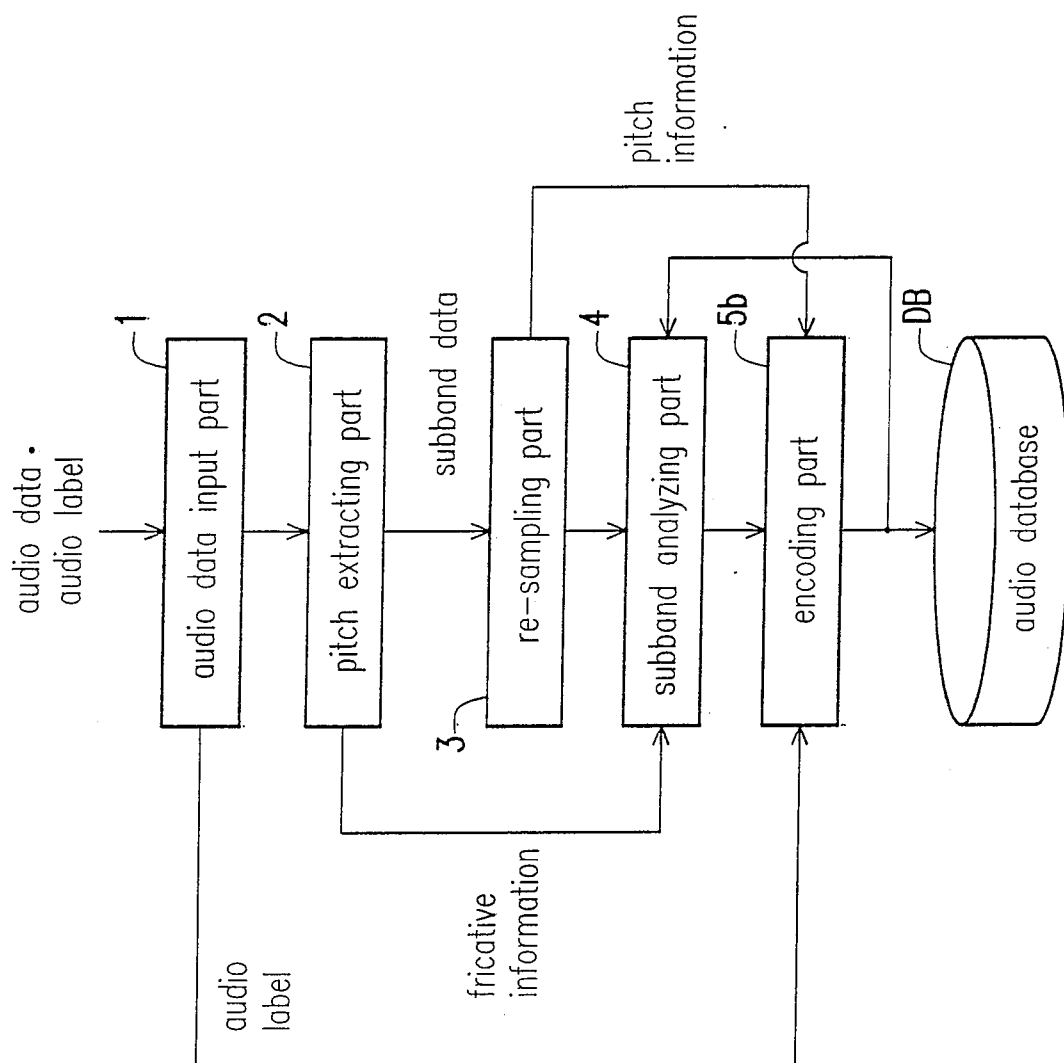 audio data ·
audio label
1
audio data input part
2
pitch extracting part
subband data
3
re-sampling part
pitch
information
4
subband analyzing part
5b
encoding part
DB
audio database
fricative
information
audio
label